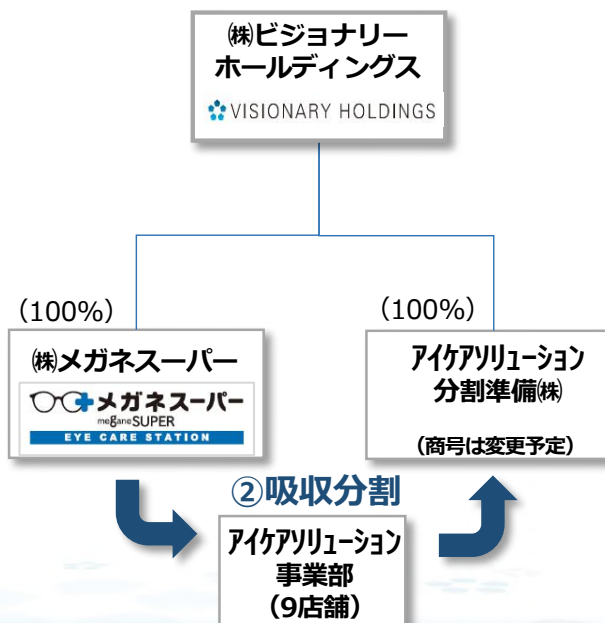 ㈱ビジョナリー
ホールディングス
VISIONARY HOLDINGS
（100%）
（100%）
㈱メガネスーパー
メガネスーパー
meganeSUPER
EYE CARE STATION
ｱｲｹｱｿﾘｭｰｼｮﾝ
分割準備㈱
（商号は変更予定）
②吸収分割
ｱｲｹｱｿﾘｭｰｼｮﾝ
事業部
（9店舗）